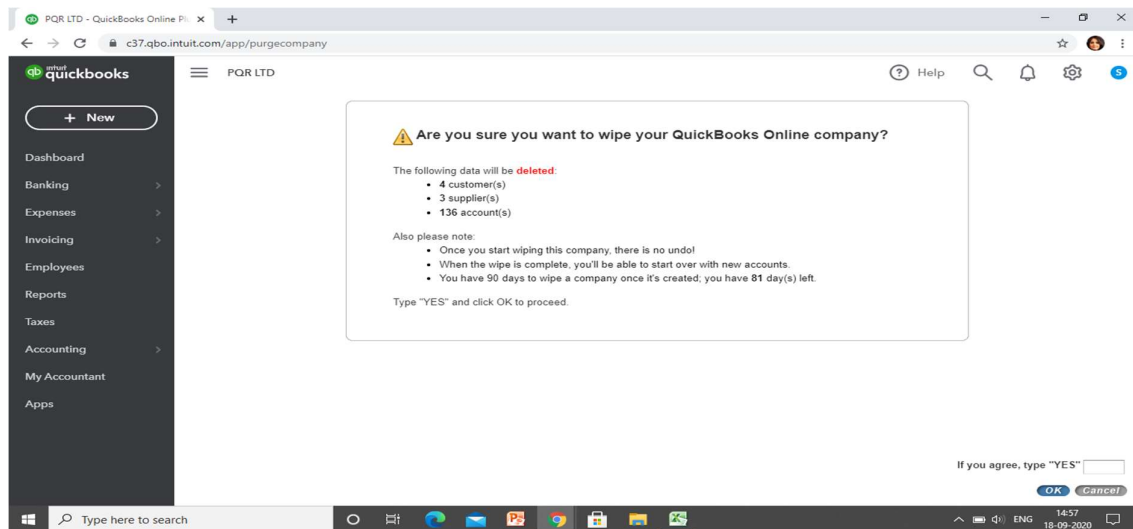 PQR LTD - QuickBooks Online Pl
c37.qbo.intuit.com/app/purgecompany
qb intuit quickbooks
PQR LTD
? Help
S
+ New
Dashboard
Banking
Expenses
Invoicing
Employees
Reports
Taxes
Accounting
My Accountant
Apps
Are you sure you want to wipe your QuickBooks Online company?
The following data will be deleted:
• 4 customer(s)
• 3 supplier(s)
• 136 account(s)
Also please note:
• Once you start wiping this company, there is no undo!
• When the wipe is complete, you'll be able to start over with new accounts.
• You have 90 days to wipe a company once it's created; you have 81 day(s) left.
Type "YES" and click OK to proceed.
If you agree, type "YES"
OK Cancel
Type here to search
ENG
14:57
18-09-2020